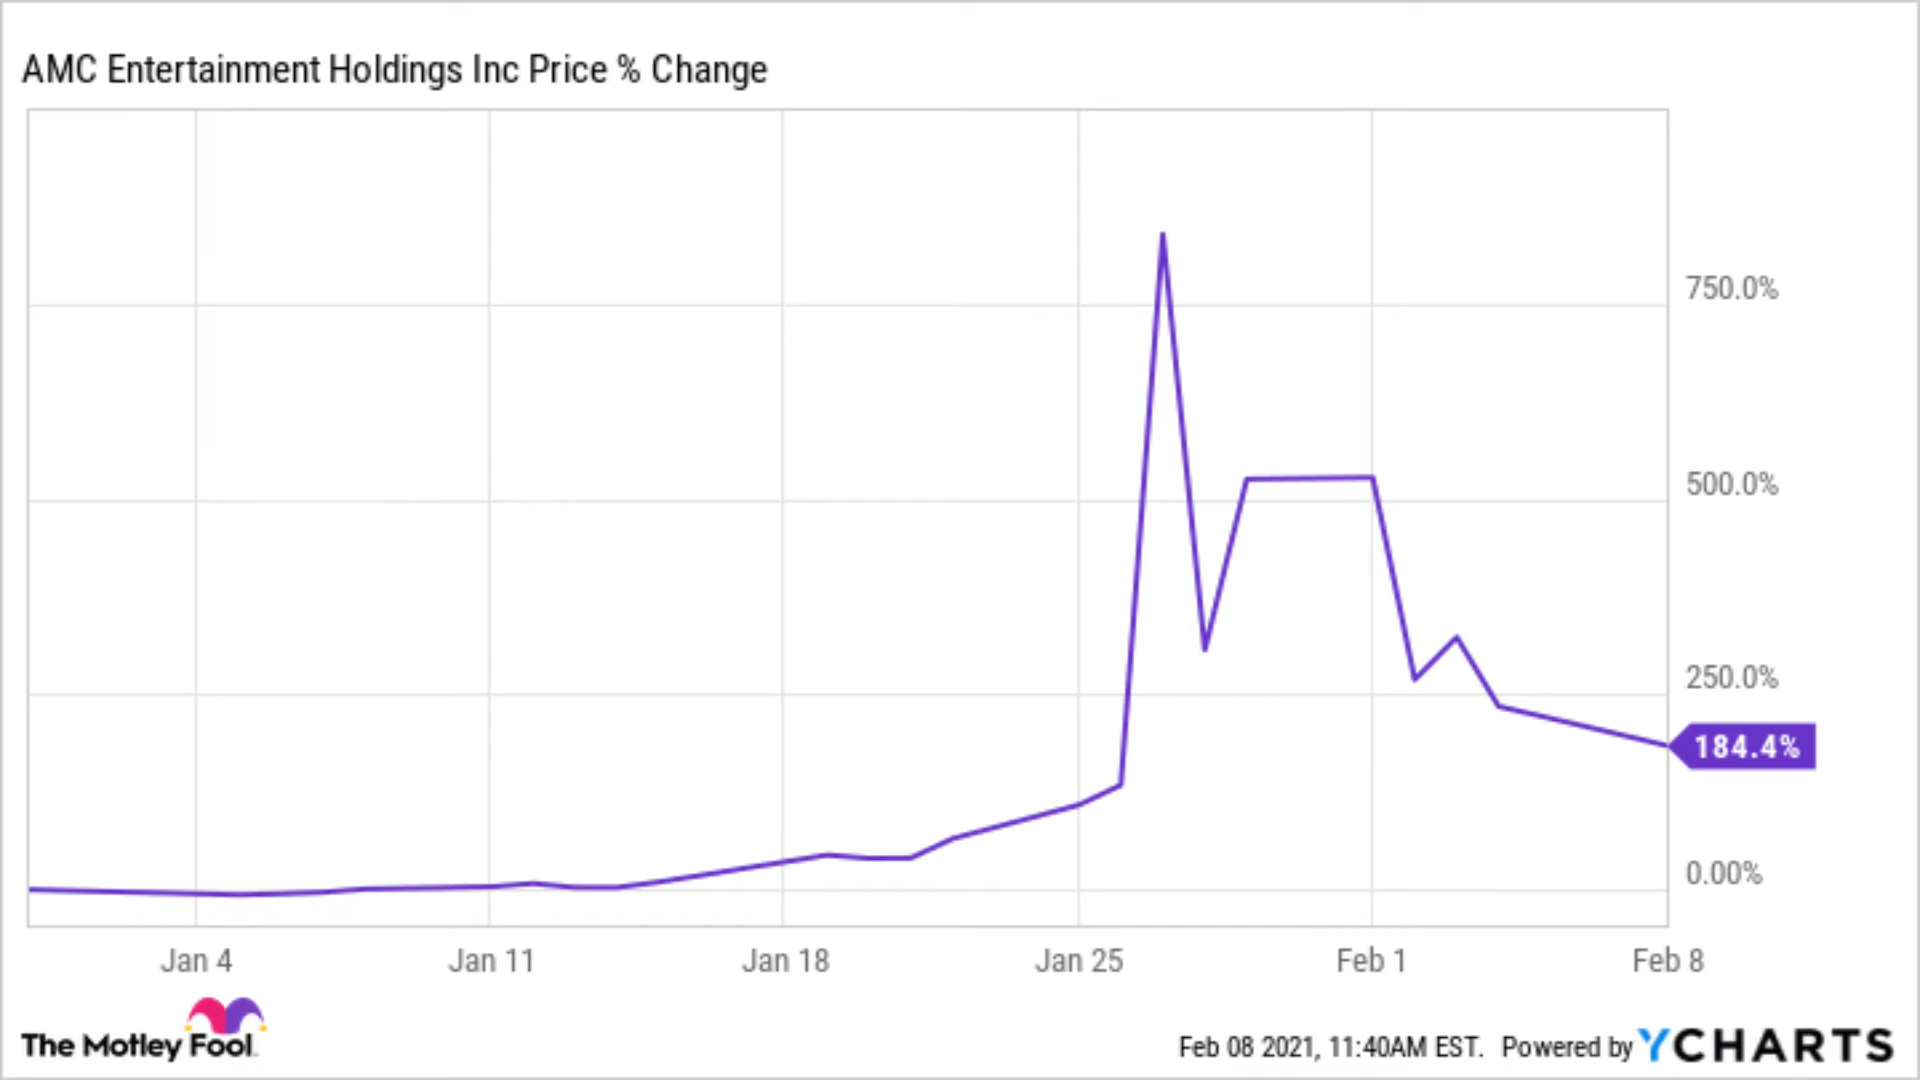 AMC Entertainment Holdings Inc Price % Change
750.0%
500.0%
250.0%
184.4%
0.00%
Jan 4 Jan 11 Jan 18 Jan 25 Feb 1 Feb 8
The Motley Fool
Feb 08 2021, 11:40AM EST. Powered by YCHARTS